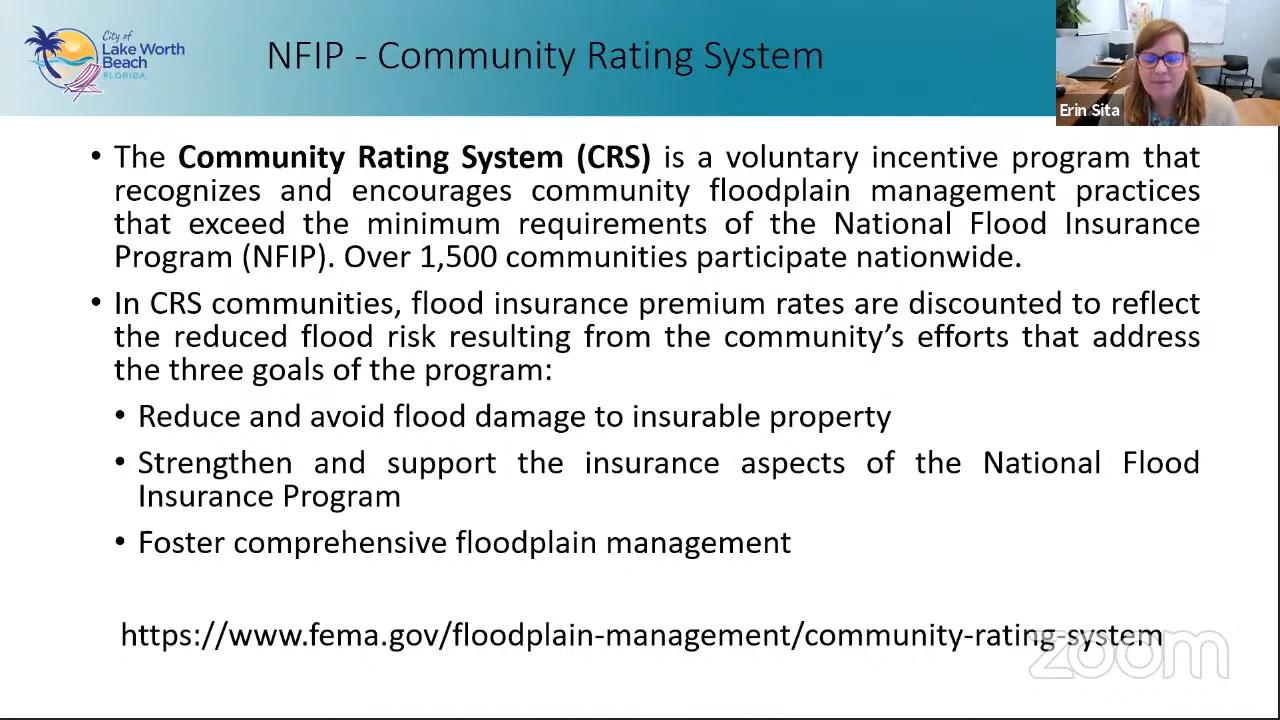 City of
Lake Worth
Beach
FLORIDA
NFIP - Community Rating System
Erin Sita
• The Community Rating System (CRS) is a voluntary incentive program that
recognizes and encourages community floodplain management practices
that exceed the minimum requirements of the National Flood Insurance
Program (NFIP). Over 1,500 communities participate nationwide.
• In CRS communities, flood insurance premium rates are discounted to reflect
the reduced flood risk resulting from the community’s efforts that address
the three goals of the program:
• Reduce and avoid flood damage to insurable property
• Strengthen and support the insurance aspects of the National Flood
Insurance Program
• Foster comprehensive floodplain management
https://www.fema.gov/floodplain-management/community-rating-system
zoom